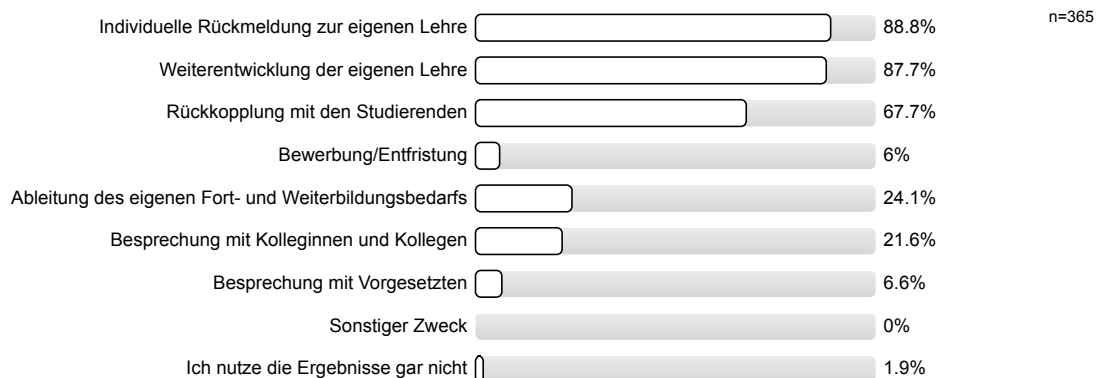 n=365
Individuelle Rückmeldung zur eigenen Lehre 88.8%
Weiterentwicklung der eigenen Lehre 87.7%
Rückkopplung mit den Studierenden 67.7%
Bewerbung/Entfristung 6%
Ableitung des eigenen Fort- und Weiterbildungsbedarfs 24.1%
Besprechung mit Kolleginnen und Kollegen 21.6%
Besprechung mit Vorgesetzten 6.6%
Sonstiger Zweck 0%
Ich nutze die Ergebnisse gar nicht 1.9%